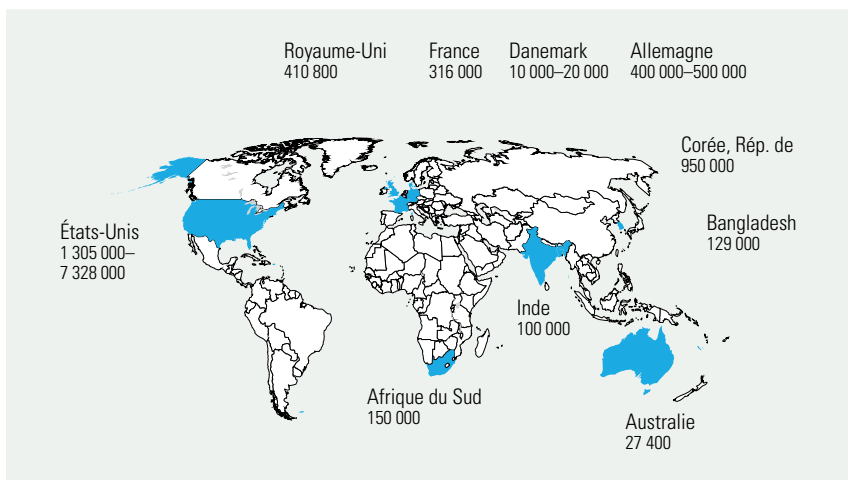 Royaume-Uni
410 800
France
316 000
Danemark
10 000–20 000
Allemagne
400 000–500 000
Corée, Rép. de
950 000
États-Unis
1 305 000–
7 328 000
Bangladesh
129 000
Inde
100 000
Afrique du Sud
150 000
Australie
27 400